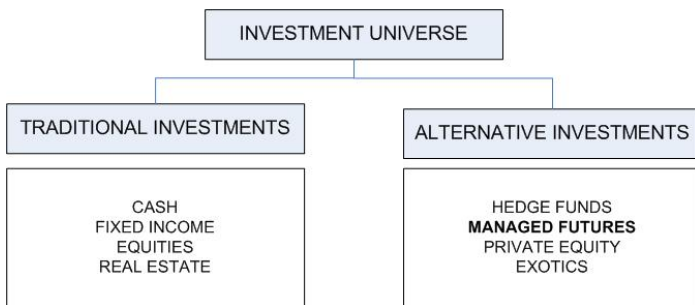 INVESTMENT UNIVERSE
TRADITIONAL INVESTMENTS
CASH
FIXED INCOME
EQUITIES
REAL ESTATE
ALTERNATIVE INVESTMENTS
HEDGE FUNDS
MANAGED FUTURES
PRIVATE EQUITY
EXOTICS